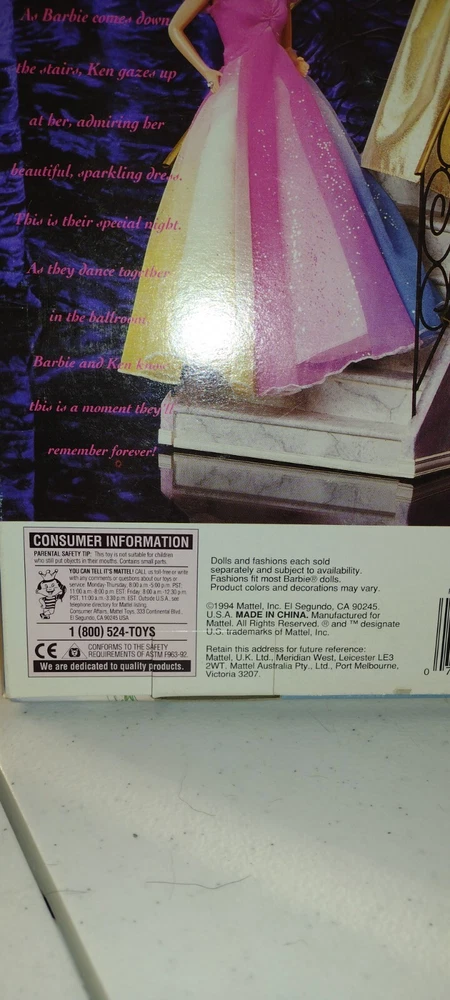 As Barbie comes down
the stairs, Ken gazes up
at her, admiring her
beautiful, sparkling dress.
This is their special night.
As they dance together
in the ballroom
Barbie and Ken know
this is a moment they'll
remember forever!
CONSUMER INFORMATION
PARENTAL SAFETY TIP: This toy is not suitable for children
who still put objects in their mouths. Contains small parts.
YOU CAN TELL IT'S MATTEL! CALL us toll-free or write
with any comments or questions about our toys or
service. Monday-Thursday, 8:00 a.m.-5:00 p.m. PST,
11:00 a.m.-8:00 p.m. EST; Friday 8:00 a.m.-12:30 p.m.
PST, 11:00 a.m.-3:30 p.m. EST. Outside U.S.A., see
telephone directory for Mattel listing.
Consumer Affairs, Mattel Toys, 333 Continental Blvd.,
El Segundo, CA 90245 USA
1 (800) 524-TOYS
CE
CONFORMS TO THE SAFETY
REQUIREMENTS OF ASTM F963-92.
We are dedicated to quality products.
Dolls and fashions each sold
separately and subject to availability.
Fashions fit most Barbie® dolls.
Product colors and decorations may vary.
©1994 Mattel, Inc. El Segundo, CA 90245.
U.S.A. MADE IN CHINA. Manufactured for
Mattel. All Rights Reserved. ® and ™ designate
U.S. trademarks of Mattel, Inc.
Retain this address for future reference:
Mattel, U.K. Ltd., Meridian West, Leicester LE3
2WT. Mattel Australia Pty., Ltd., Port Melbourne,
Victoria 3207.
0